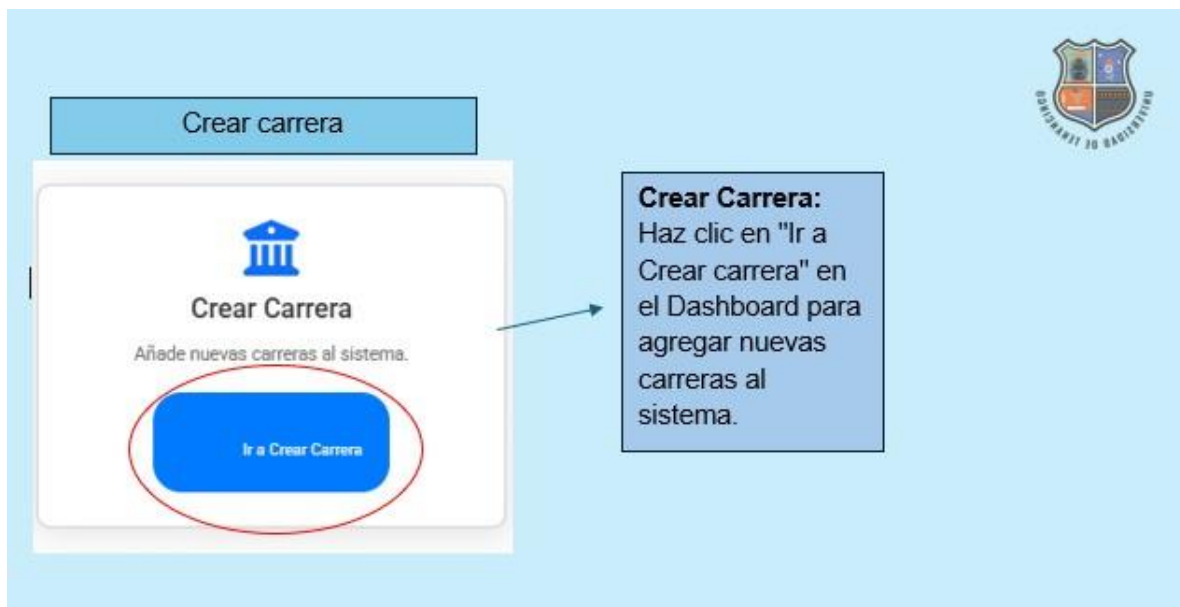 Crear carrera
Crear Carrera
Añade nuevas carreras al sistema.
Ir a Crear Carrera
Crear Carrera:
Haz clic en "Ir a
Crear carrera" en
el Dashboard para
agregar nuevas
carreras al
sistema.